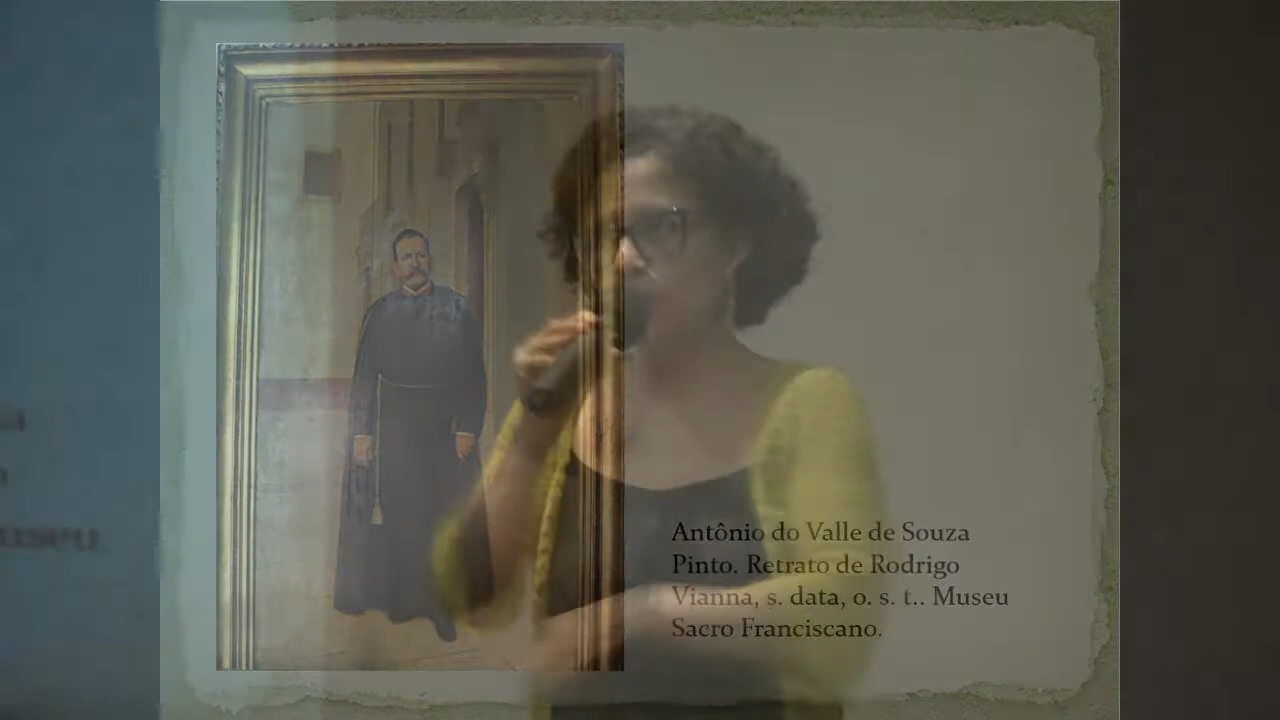 Antônio do Valle de Souza
Pinto. Retrato de Rodrigo
Vianna, s. data, o. s. t.. Museu
Sacro Franciscano.